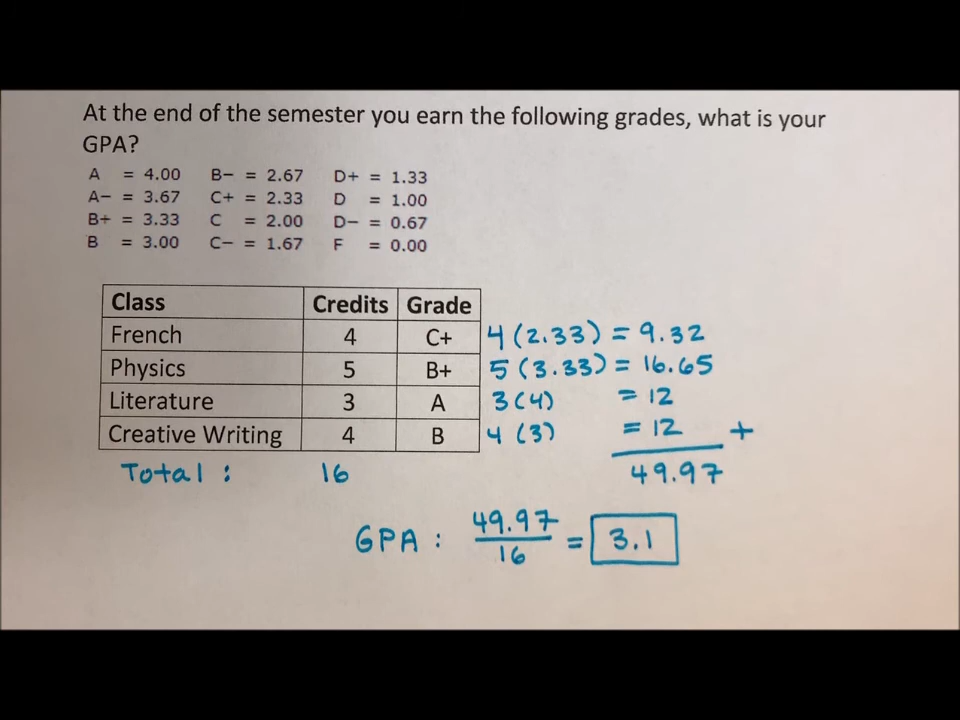 At the end of the semester you earn the following grades, what is your
GPA?
A = 4.00 B− = 2.67 D+ = 1.33
A− = 3.67 C+ = 2.33 D = 1.00
B+ = 3.33 C = 2.00 D− = 0.67
B = 3.00 C− = 1.67 F = 0.00
Class Credits Grade
French 4 C+ 4(2.33) = 9.32
Physics 5 B+ 5(3.33) = 16.65
Literature 3 A 3(4) = 12
Creative Writing 4 B 4(3) = 12 +
Total: 16 49.97
GPA: 49.97/16 = 3.1